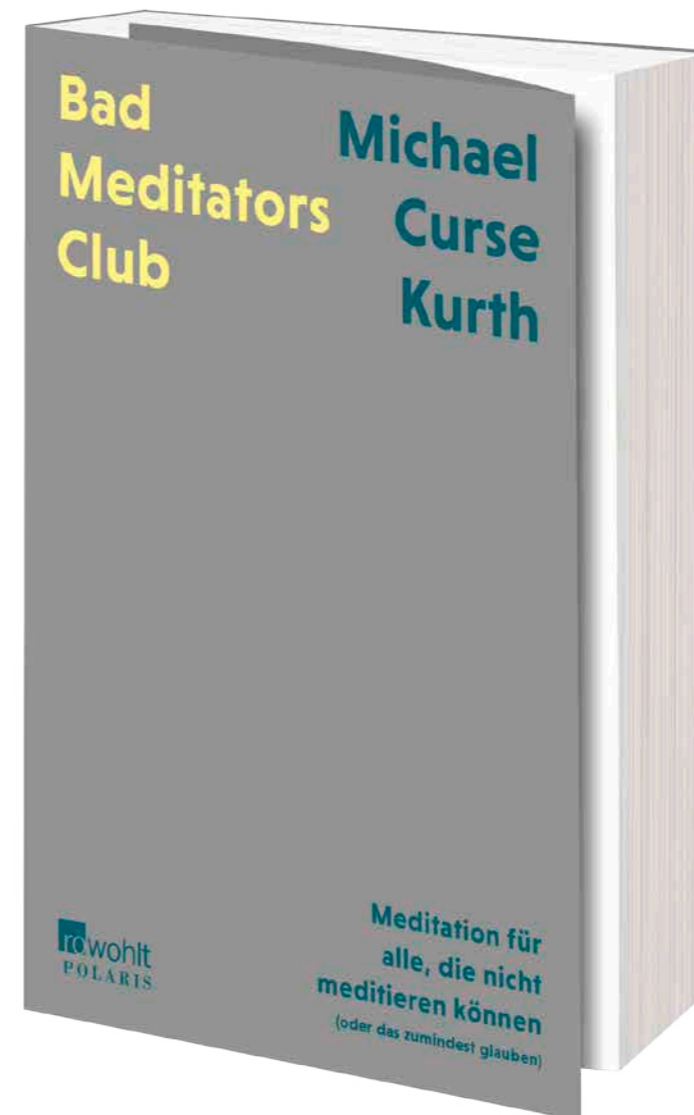 Bad
Meditators
Club
Michael
Curse
Kurth
Meditation für
alle, die nicht
meditieren können
(oder das zumindest glauben)
rowohlt
POLARIS